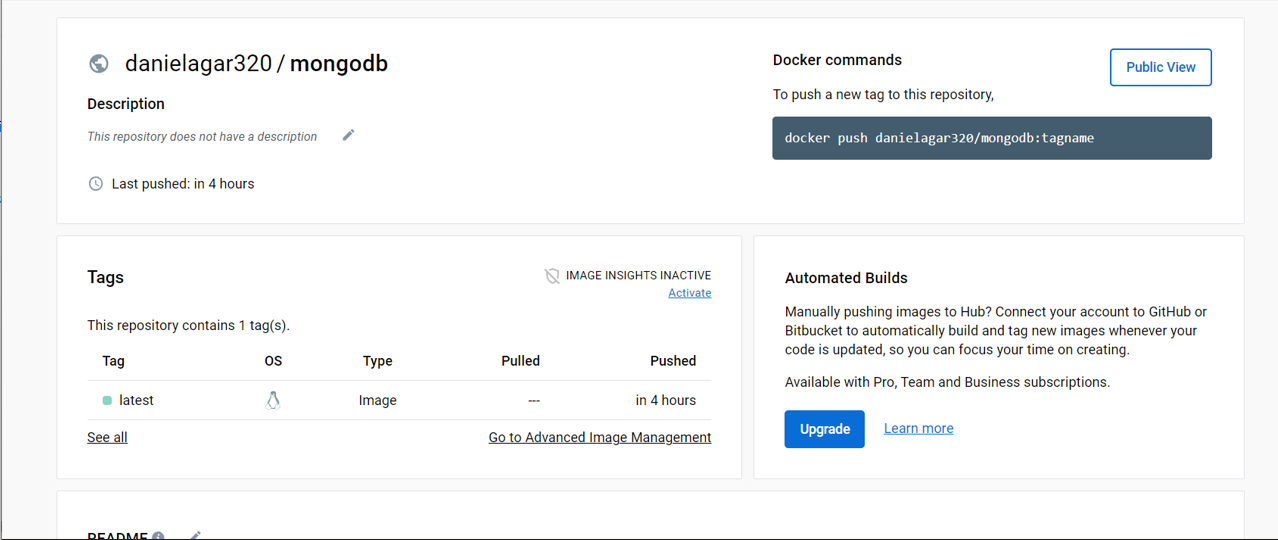 danielagar320 / mongodb
Description
This repository does not have a description
Last pushed: in 4 hours
Docker commands
Public View
To push a new tag to this repository,
docker push danielagar320/mongodb:tagname
Tags
IMAGE INSIGHTS INACTIVE
Activate
This repository contains 1 tag(s).
Tag OS Type Pulled Pushed
latest Image --- in 4 hours
See all Go to Advanced Image Management
Automated Builds
Manually pushing images to Hub? Connect your account to GitHub or
Bitbucket to automatically build and tag new images whenever your
code is updated, so you can focus your time on creating.
Available with Pro, Team and Business subscriptions.
Upgrade Learn more
README